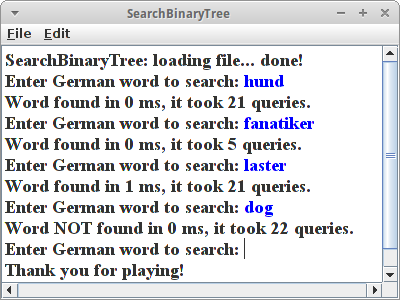 SearchBinaryTree
File Edit
SearchBinaryTree: loading file... done!
Enter German word to search: hund
Word found in 0 ms, it took 21 queries.
Enter German word to search: fanatiker
Word found in 0 ms, it took 5 queries.
Enter German word to search: laster
Word found in 1 ms, it took 21 queries.
Enter German word to search: dog
Word NOT found in 0 ms, it took 22 queries.
Enter German word to search:
Thank you for playing!